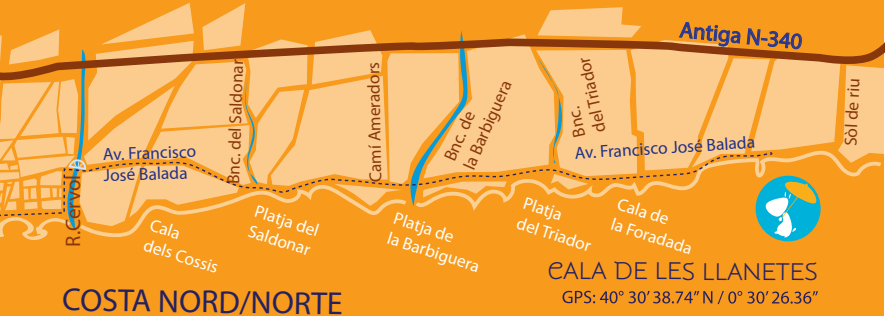 Antiga N-340
Bnc. del Saldonar
Camí Ameradors
Bnc. de
la Barbiguera
Bnc.
del Triador
Sòl de riu
Av. Francisco
José Balada
Av. Francisco José Balada
R.Cervol
Cala
dels Cossis
Platja del
Saldonar
Platja de
la Barbiguera
Platja
del Triador
Cala de
la Foradada
CALA DE LES LLANETES
GPS: 40° 30′ 38.74″ N / 0° 30′ 26.36″
COSTA NORD/NORTE